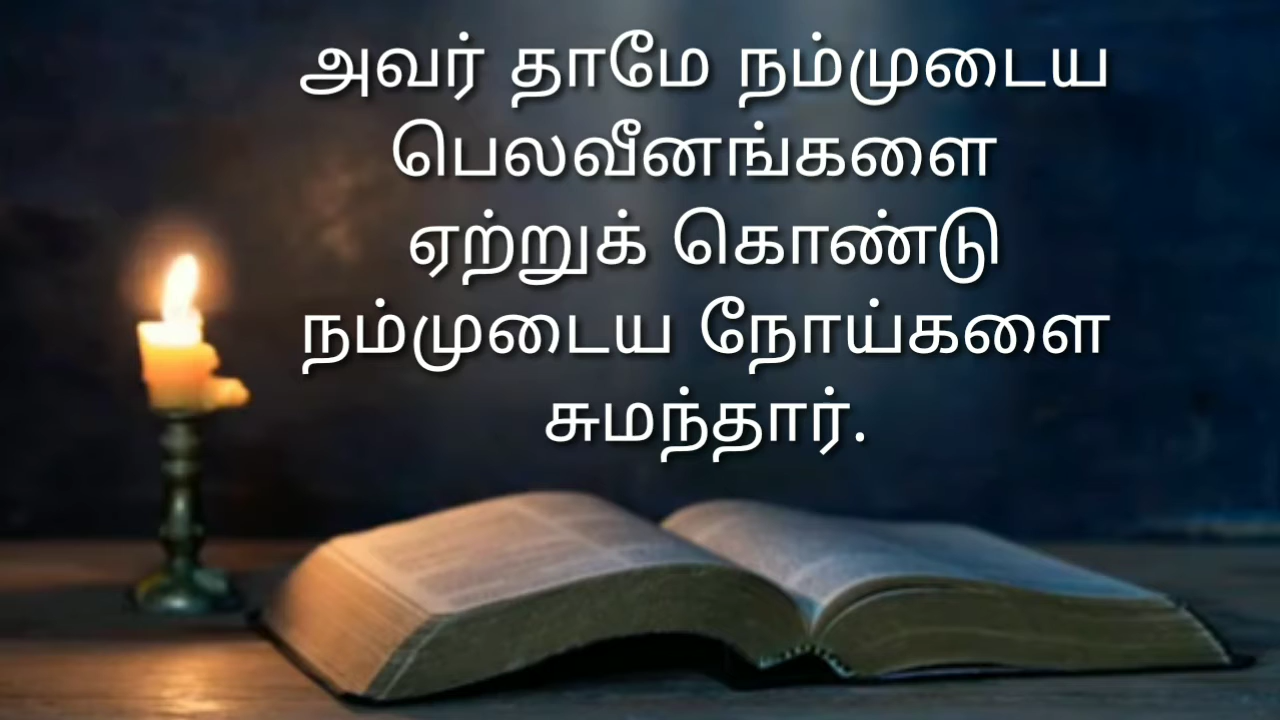 அவர் தாமே நம்முடைய
பெலவீனங்களை
ஏற்றுக் கொண்டு
நம்முடைய நோய்களை
சுமந்தார்.